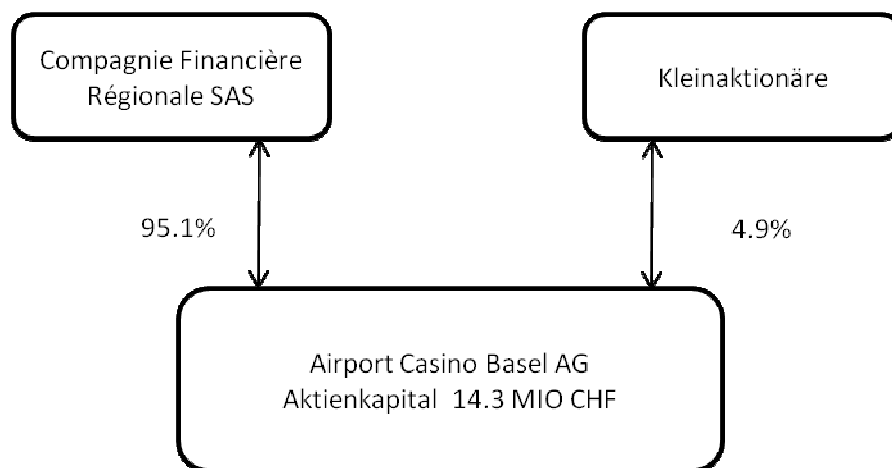 Compagnie Financière
Régionale SAS
Kleinaktionäre
95.1%
4.9%
Airport Casino Basel AG
Aktienkapital 14.3 MIO CHF